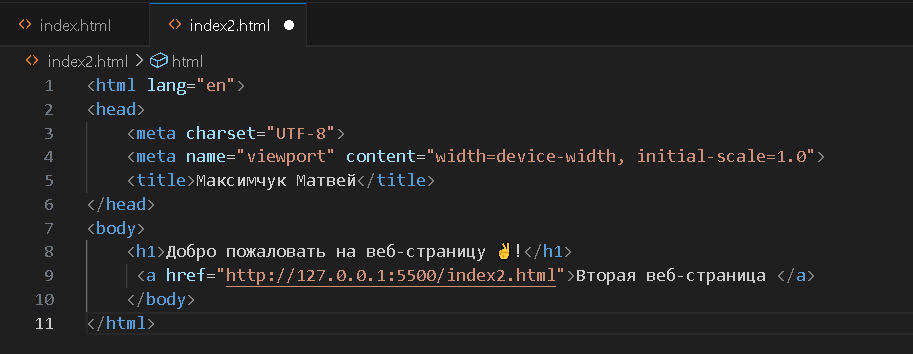 index.html index2.html
index2.html > html
1 <html lang="en">
2 <head>
3 <meta charset="UTF-8">
4 <meta name="viewport" content="width=device-width, initial-scale=1.0">
5 <title>Максимчук Матвей</title>
6 </head>
7 <body>
8 <h1>Добро пожаловать на веб-страницу ✌!</h1>
9 <a href="http://127.0.0.1:5500/index2.html">Вторая веб-страница </a>
10 </body>
11 </html>